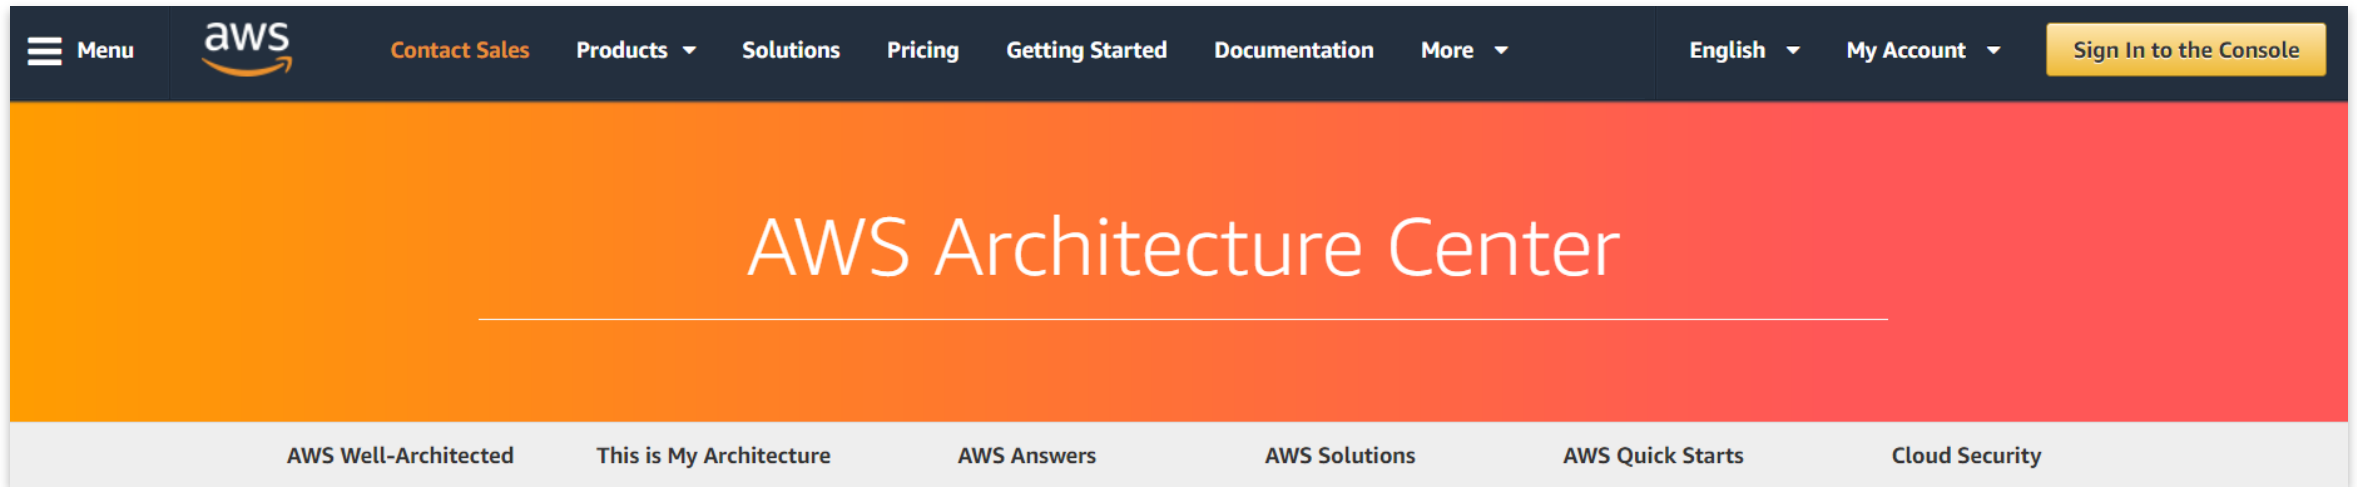 Menu aws Contact Sales Products Solutions Pricing Getting Started Documentation More English My Account Sign In to the Console
AWS Architecture Center
AWS Well-Architected This is My Architecture AWS Answers AWS Solutions AWS Quick Starts Cloud Security